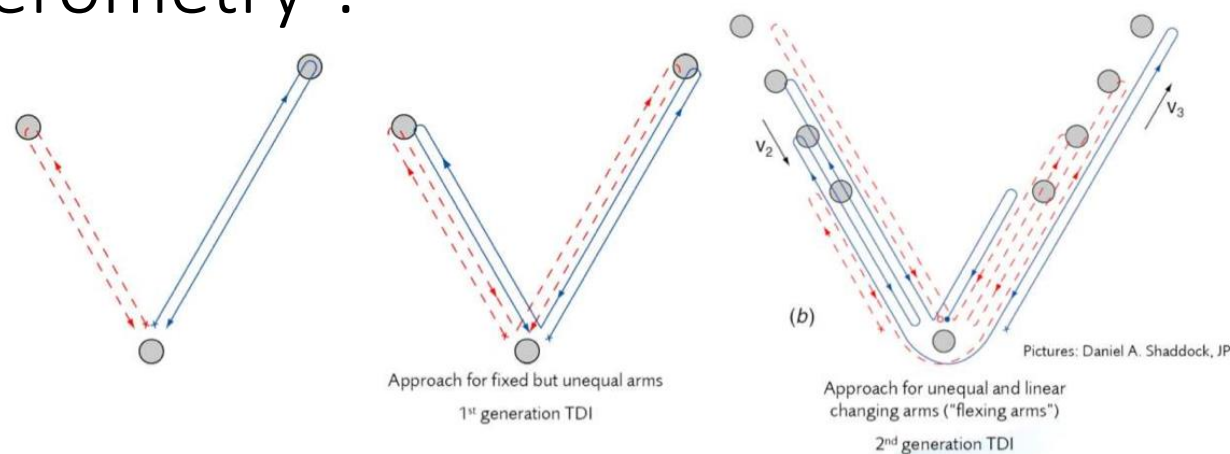 erometry".
V₂
V₃
(b)
Pictures: Daniel A. Shaddock, JP
Approach for fixed but unequal arms
1st generation TDI
Approach for unequal and linear
changing arms ("flexing arms")
2nd generation TDI